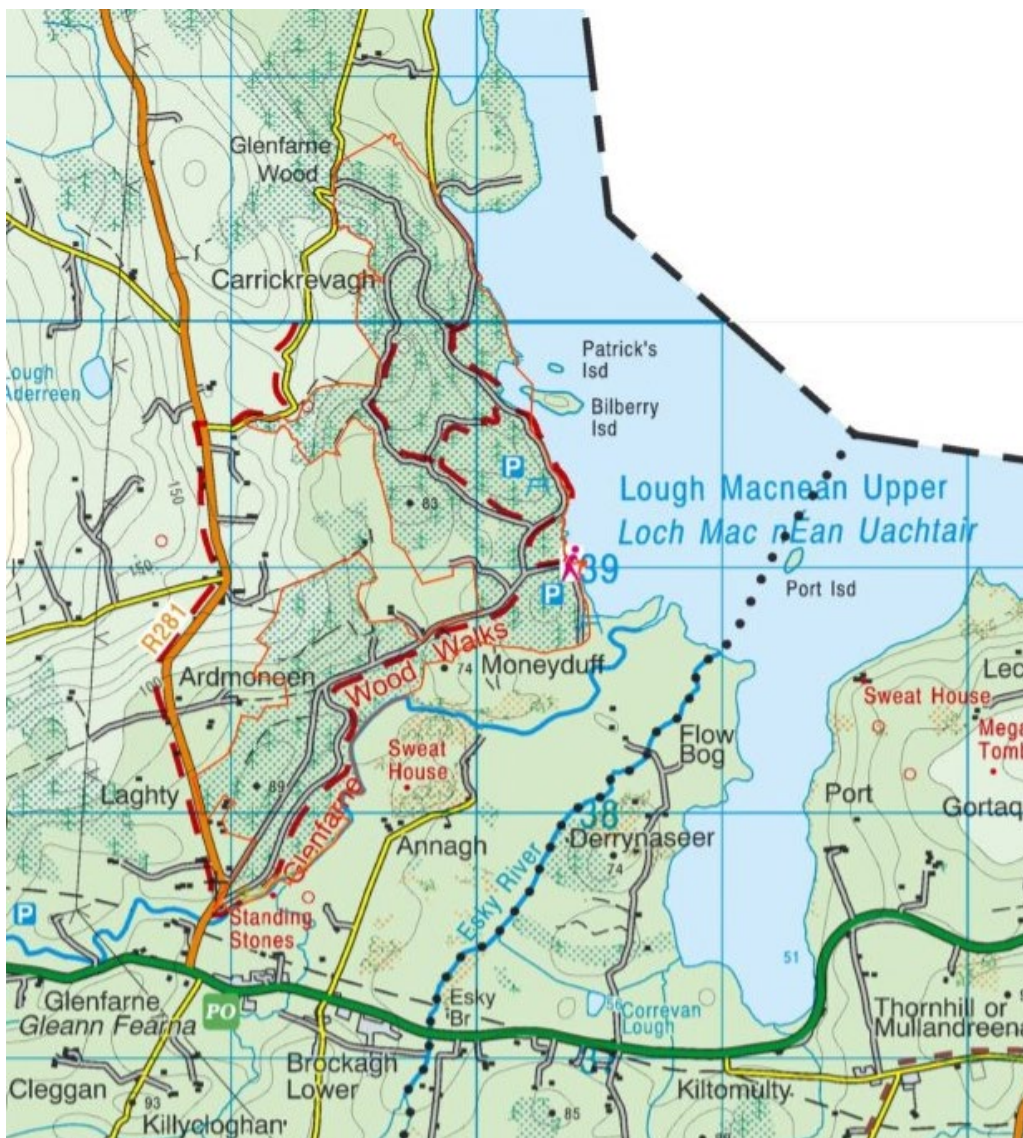 Glenfarne
Wood
Carrickrevagh
Patrick's
Isd
Bilberry
Isd
Lough
Aderreen
P
150
83
Lough Macnean Upper
Loch Mac nEan Uachtair
39
150
P
Port Isd
R281
Wood Walks
Moneyduff
74
Ardmoneen
100
Sweat House
Sweat
House
Flow
Bog
Mega
Tomb
Laghty
89
Glenfarne
Port
38
Gortaq
Annagh
Derrynaseer
74
Esky River
P
Standing
Stones
51
Glenfarne
Gleann Fearna
PO
Esky
Br
56
Correvan
Lough
Thornhill or
Mullandreena
Brockagh
Lower
Cleggan
Kiltomulty
93
Killycloghan
85